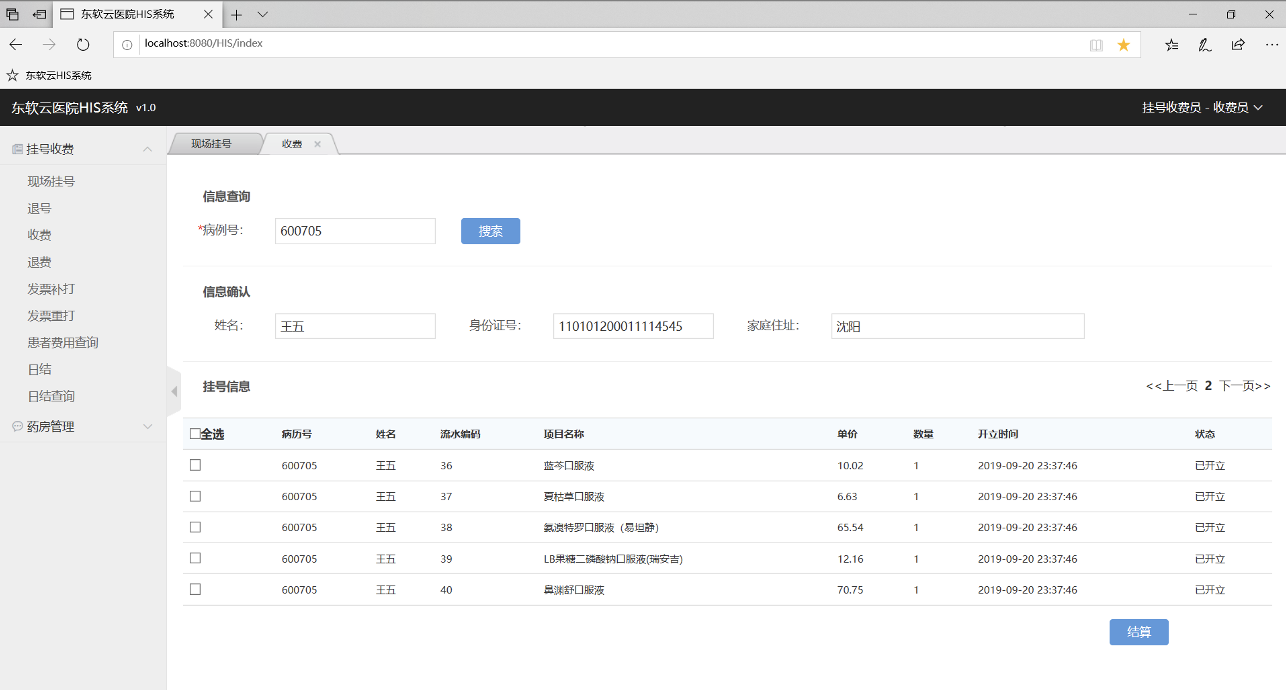 东软云医院HIS系统
localhost:8080/HIS/index
东软云HIS系统
东软云医院HIS系统 v1.0
挂号收费员 - 收费员
挂号收费
现场挂号
退号
收费
退费
发票补打
发票重打
患者费用查询
日结
日结查询
药房管理
现场挂号 收费
信息查询
*病例号: 600705 搜索
信息确认
姓名: 王五 身份证号: 110101200011114545 家庭住址: 沈阳
挂号信息 <<上一页 2 下一页>>
全选 病历号 姓名 流水编码 项目名称 单价 数量 开立时间 状态
600705 王五 36 蓝芩口服液 10.02 1 2019-09-20 23:37:46 已开立
600705 王五 37 夏枯草口服液 6.63 1 2019-09-20 23:37:46 已开立
600705 王五 38 氨溴特罗口服液（易坦静） 65.54 1 2019-09-20 23:37:46 已开立
600705 王五 39 LB果糖二磷酸钠口服液(瑞安吉) 12.16 1 2019-09-20 23:37:46 已开立
600705 王五 40 鼻渊舒口服液 70.75 1 2019-09-20 23:37:46 已开立
结算